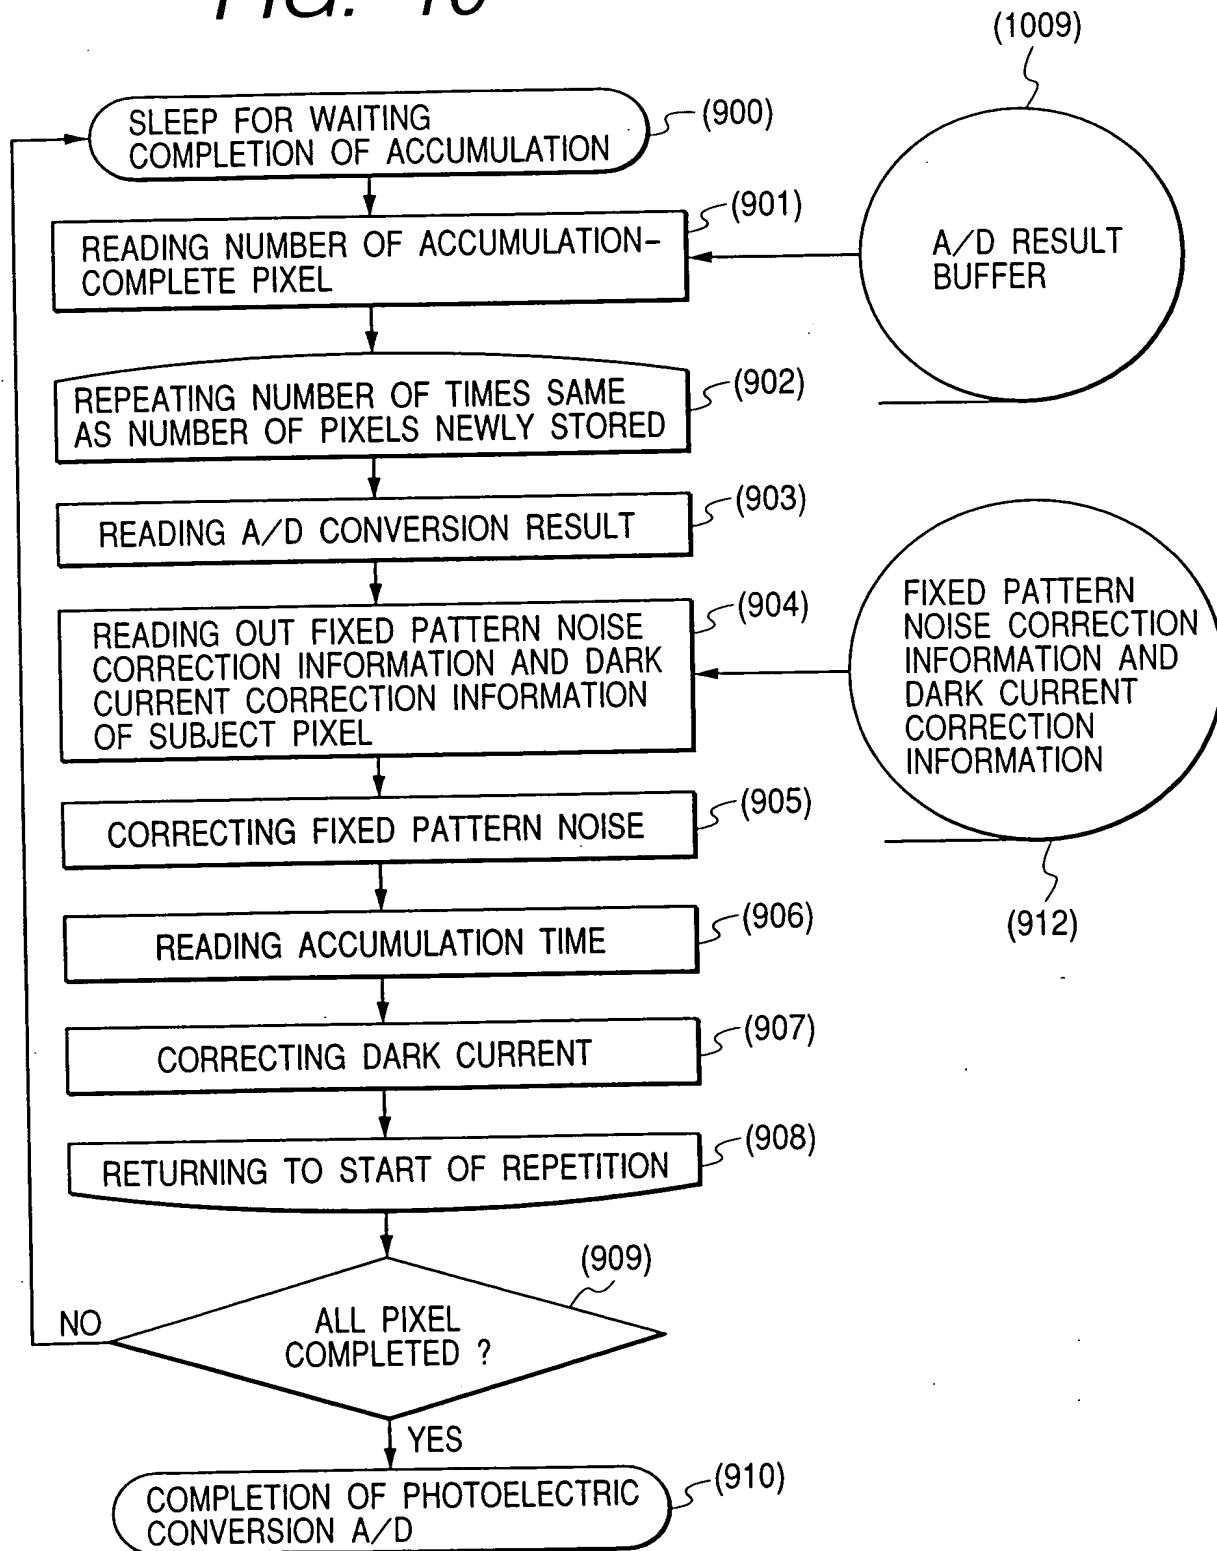 FIG. 10
(1009)
SLEEP FOR WAITING
COMPLETION OF ACCUMULATION
(900)
(901)
READING NUMBER OF ACCUMULATION-
COMPLETE PIXEL
A/D RESULT
BUFFER
REPEATING NUMBER OF TIMES SAME
AS NUMBER OF PIXELS NEWLY STORED
(902)
READING A/D CONVERSION RESULT
(903)
READING OUT FIXED PATTERN NOISE
CORRECTION INFORMATION AND DARK
CURRENT CORRECTION INFORMATION
OF SUBJECT PIXEL
(904)
FIXED PATTERN
NOISE CORRECTION
INFORMATION AND
DARK CURRENT
CORRECTION
INFORMATION
CORRECTING FIXED PATTERN NOISE
(905)
READING ACCUMULATION TIME
(906)
(912)
CORRECTING DARK CURRENT
(907)
RETURNING TO START OF REPETITION
(908)
(909)
NO
ALL PIXEL
COMPLETED ?
YES
COMPLETION OF PHOTOELECTRIC
CONVERSION A/D
(910)